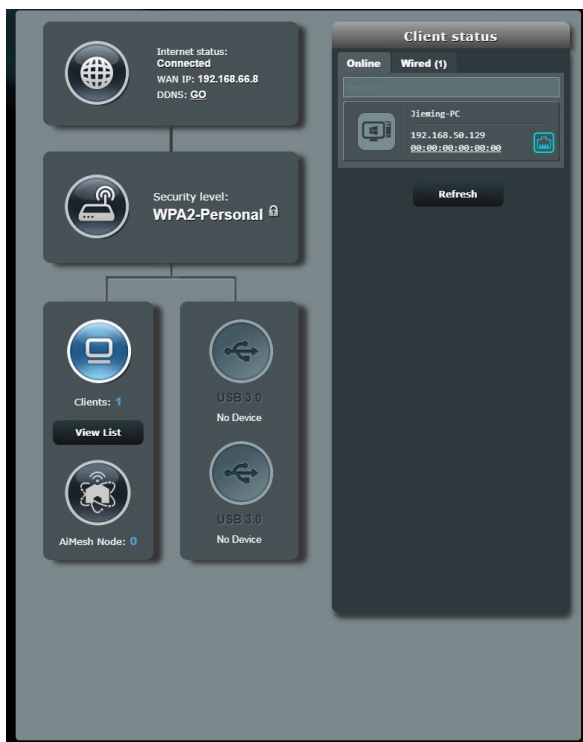 Internet status:
Connected
WAN IP: 192.168.66.8
DDNS: GO
Security level:
WPA2-Personal
Clients: 1
View List
AiMesh Node: 0
USB 3.0
No Device
USB 3.0
No Device
Client status
Online Wired (1)
Search
Jieming-PC
192.168.50.129
00:00:00:00:00:00
Refresh